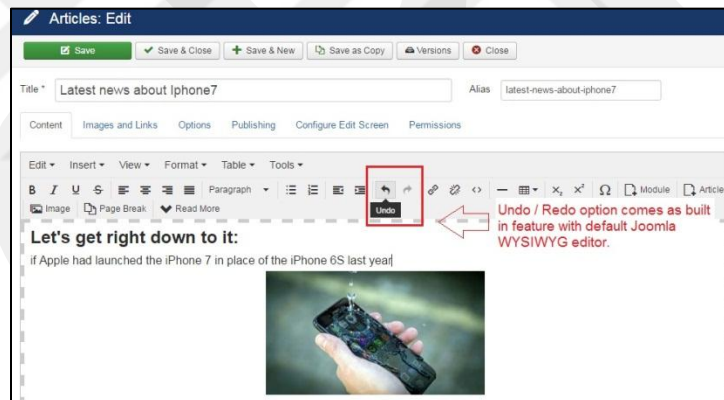 Articles: Edit
Save Save & Close Save & New Save as Copy Versions Close
Title * Latest news about Iphone7 Alias latest-news-about-iphone7
Content Images and Links Options Publishing Configure Edit Screen Permissions
Edit Insert View Format Table Tools
B I U S Paragraph Ω Module Article
Image Page Break Read More
Undo
Undo / Redo option comes as built
in feature with default Joomla
WYSIWYG editor.
Let's get right down to it:
if Apple had launched the iPhone 7 in place of the iPhone 6S last year